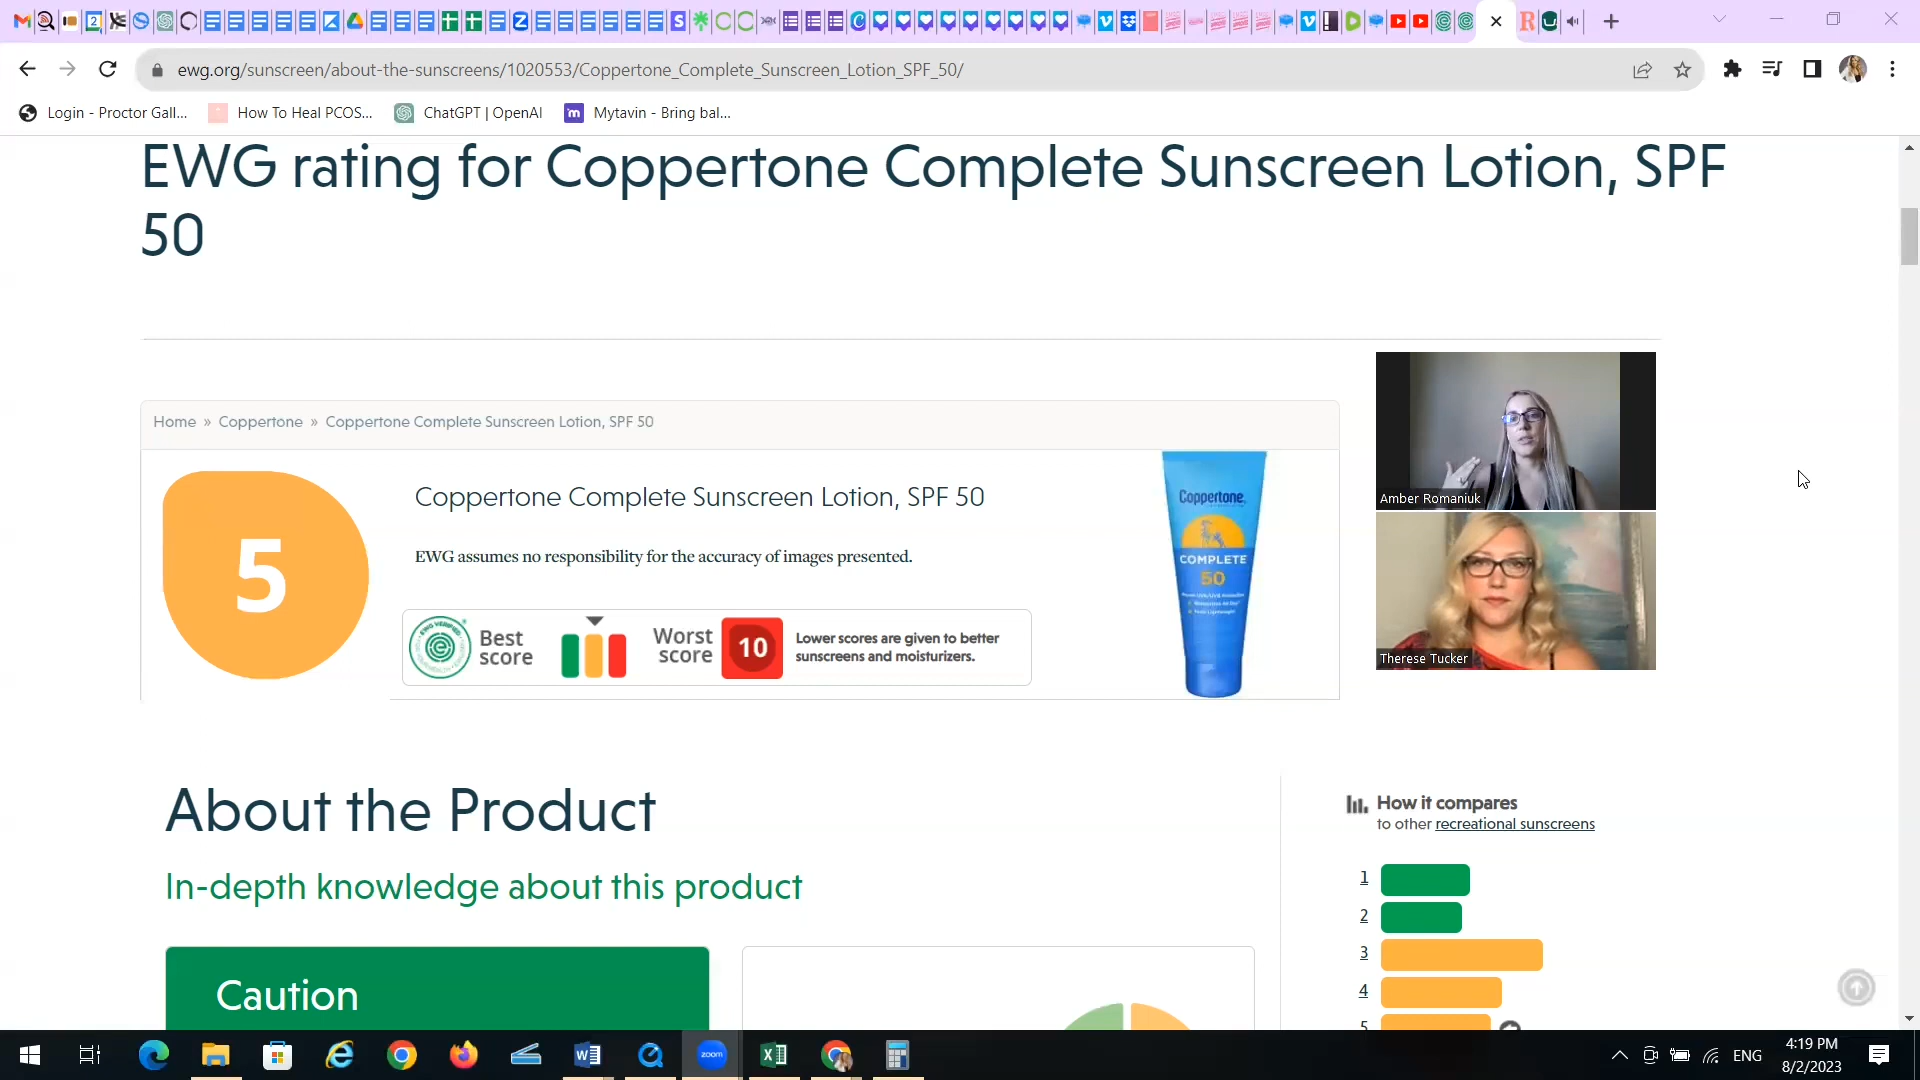 ewg.org/sunscreen/about-the-sunscreens/1020553/Coppertone_Complete_Sunscreen_Lotion_SPF_50/
Login - Proctor Gall...
How To Heal PCOS...
ChatGPT | OpenAI
Mytavin - Bring bal...
EWG rating for Coppertone Complete Sunscreen Lotion, SPF
50
Home » Coppertone » Coppertone Complete Sunscreen Lotion, SPF 50
5
Coppertone Complete Sunscreen Lotion, SPF 50
EWG assumes no responsibility for the accuracy of images presented.
Best
score
Worst
score
10
Lower scores are given to better
sunscreens and moisturizers.
Coppertone
COMPLETE
50
Amber Romaniuk
Therese Tucker
About the Product
In-depth knowledge about this product
Caution
How it compares
to other recreational sunscreens
1
2
3
4
5
zoom
ENG
4:19 PM
8/2/2023